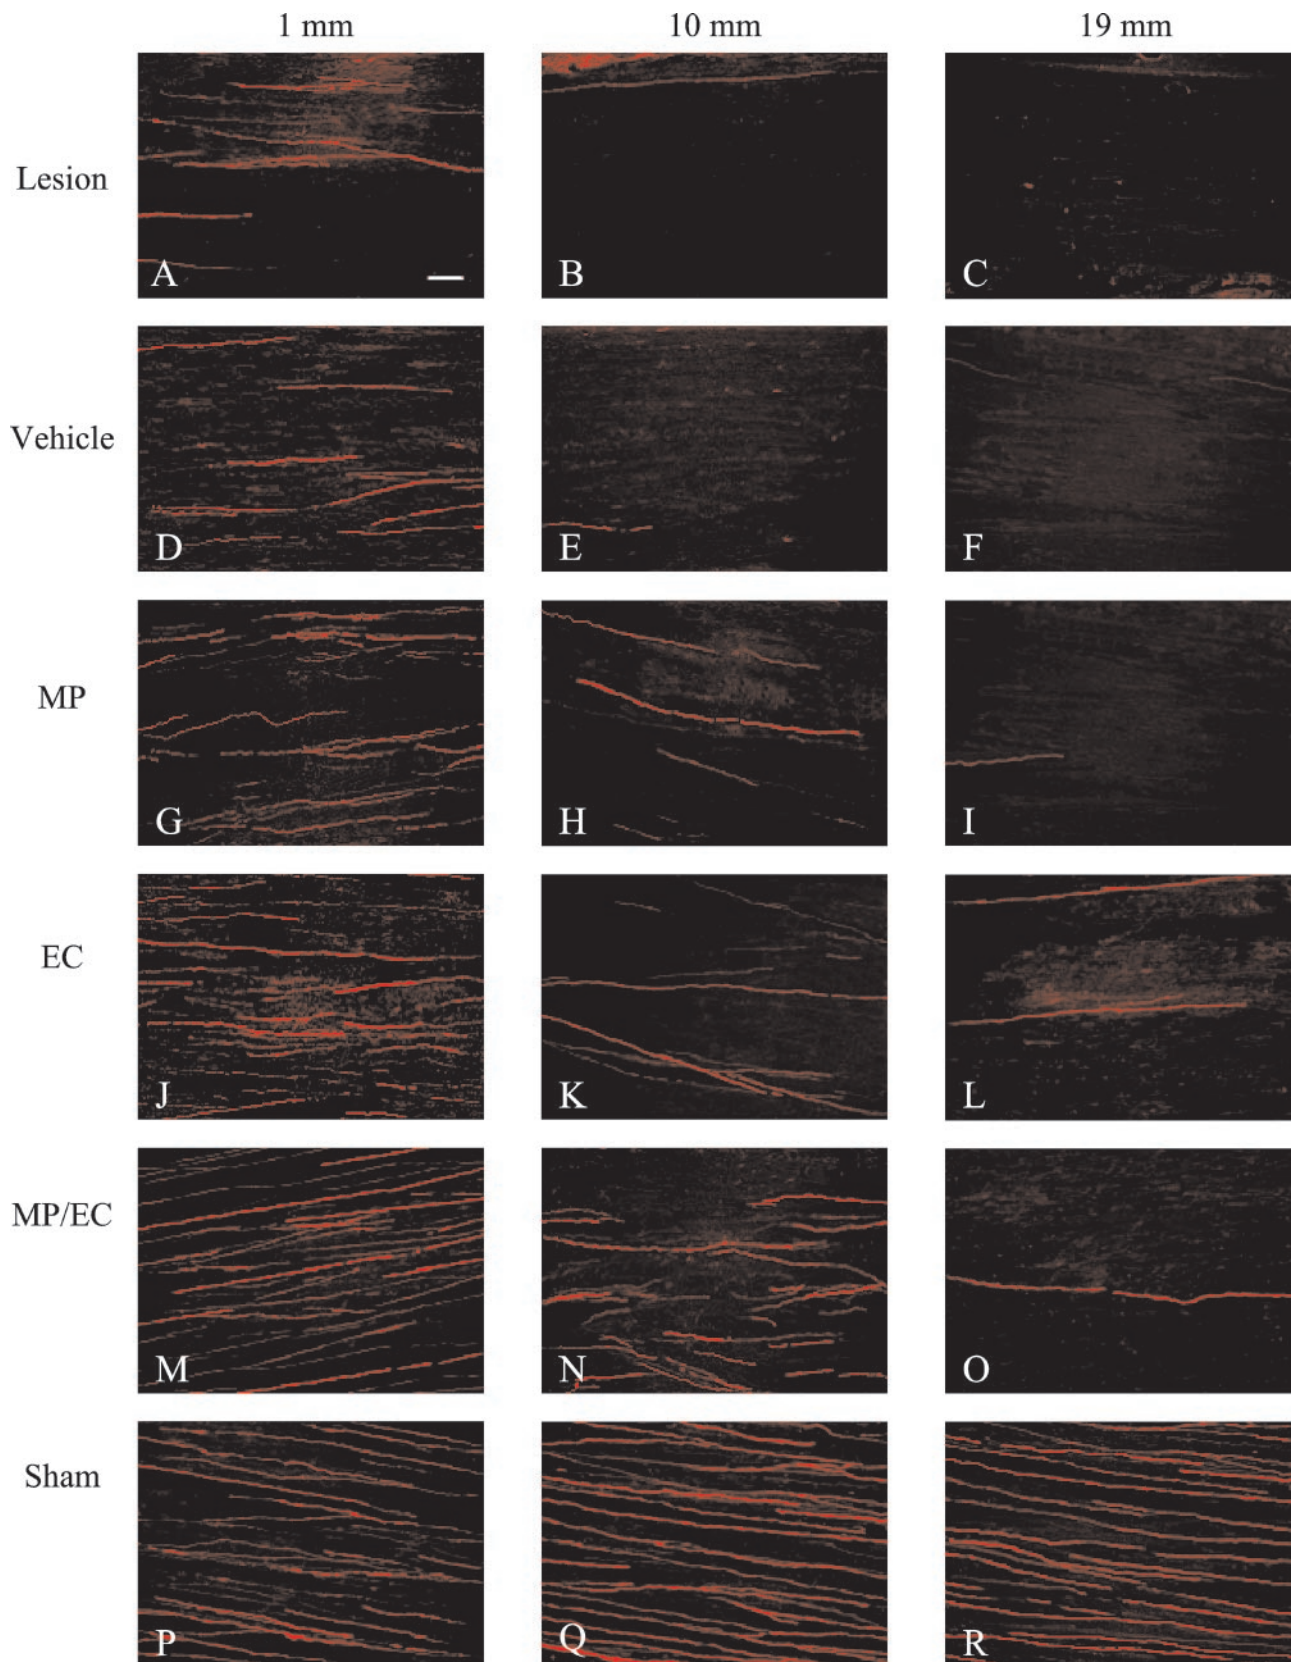 1 mm 10 mm 19 mm
Lesion
A B C
Vehicle
D E F
MP
G H I
EC
J K L
MP/EC
M N O
Sham
P Q R